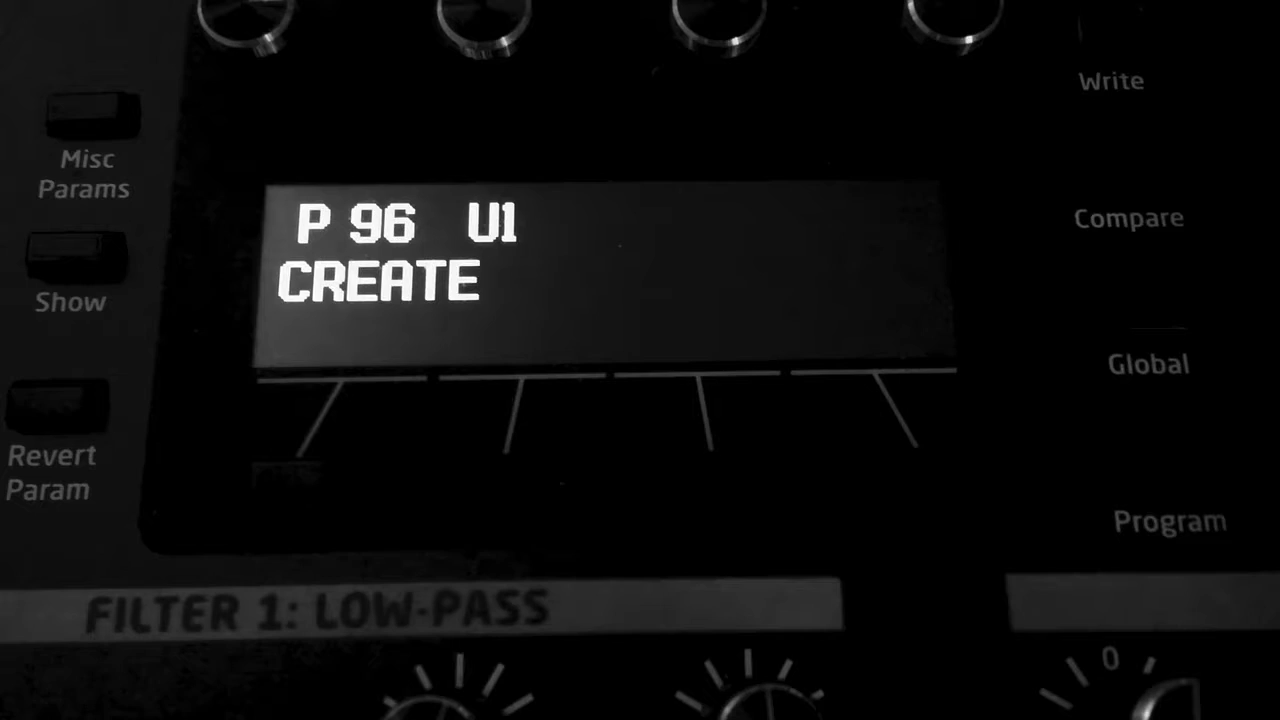 Write
Misc
Params
P 96 U1
CREATE
Compare
Show
Global
Revert
Param
Program
FILTER 1: LOW-PASS
0